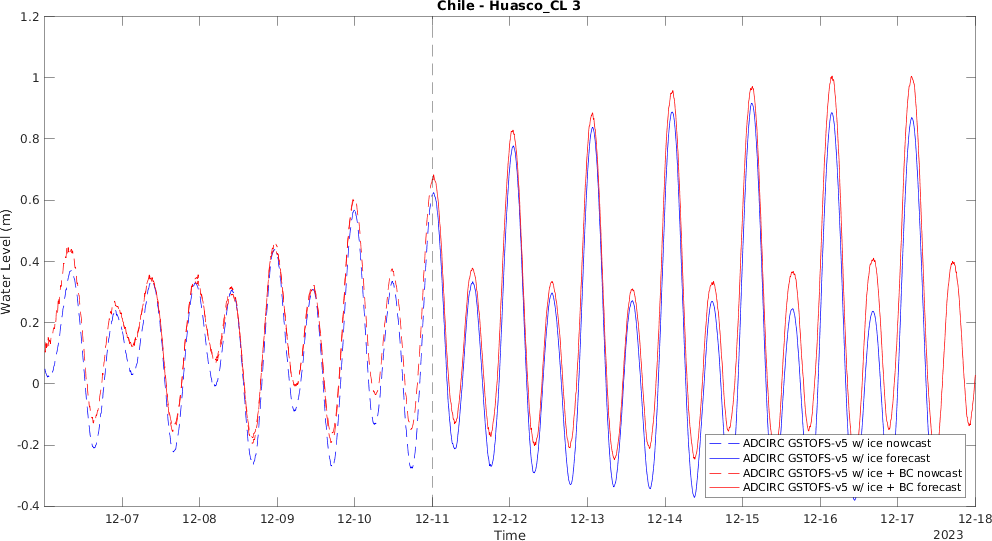 Chile - Huasco_CL 3
Water Level (m)
1.2
1
0.8
0.6
0.4
0.2
0
-0.2
-0.4
ADCIRC GSTOFS-v5 w/ ice nowcast
ADCIRC GSTOFS-v5 w/ ice forecast
ADCIRC GSTOFS-v5 w/ ice + BC nowcast
ADCIRC GSTOFS-v5 w/ ice + BC forecast
12-07 12-08 12-09 12-10 12-11 12-12 12-13 12-14 12-15 12-16 12-17 12-18
Time
2023